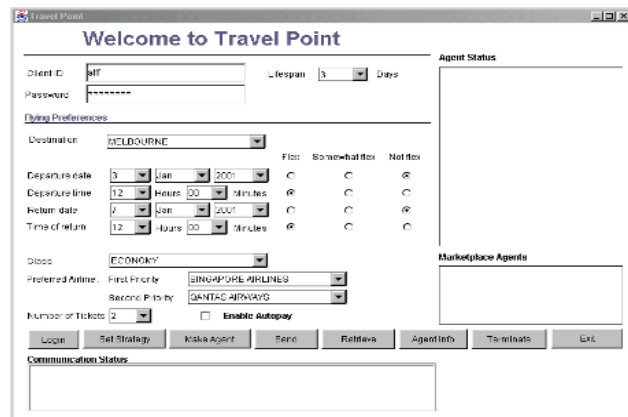 Travel Point
Welcome to Travel Point
Agent Status
Client ID
Lifespan 3 Days
Password ********
Flying Preferences
Destination MELBOURNE
Flex Somewhat flex Not flex
Departure date 3 Jan 2001
Departure time 12 Hours 00 Minutes
Return date 7 Jan 2001
Time of return 12 Hours 00 Minutes
Class ECONOMY
Marketplace Agents
Preferred Airline: First Priority SINGAPORE AIRLINES
Second Priority QANTAS AIRWAYS
Number of Tickets 2 Enable Autopay
Login Set Strategy Make Agent Send Retrieve Agent Info Terminate Exit
Communication Status